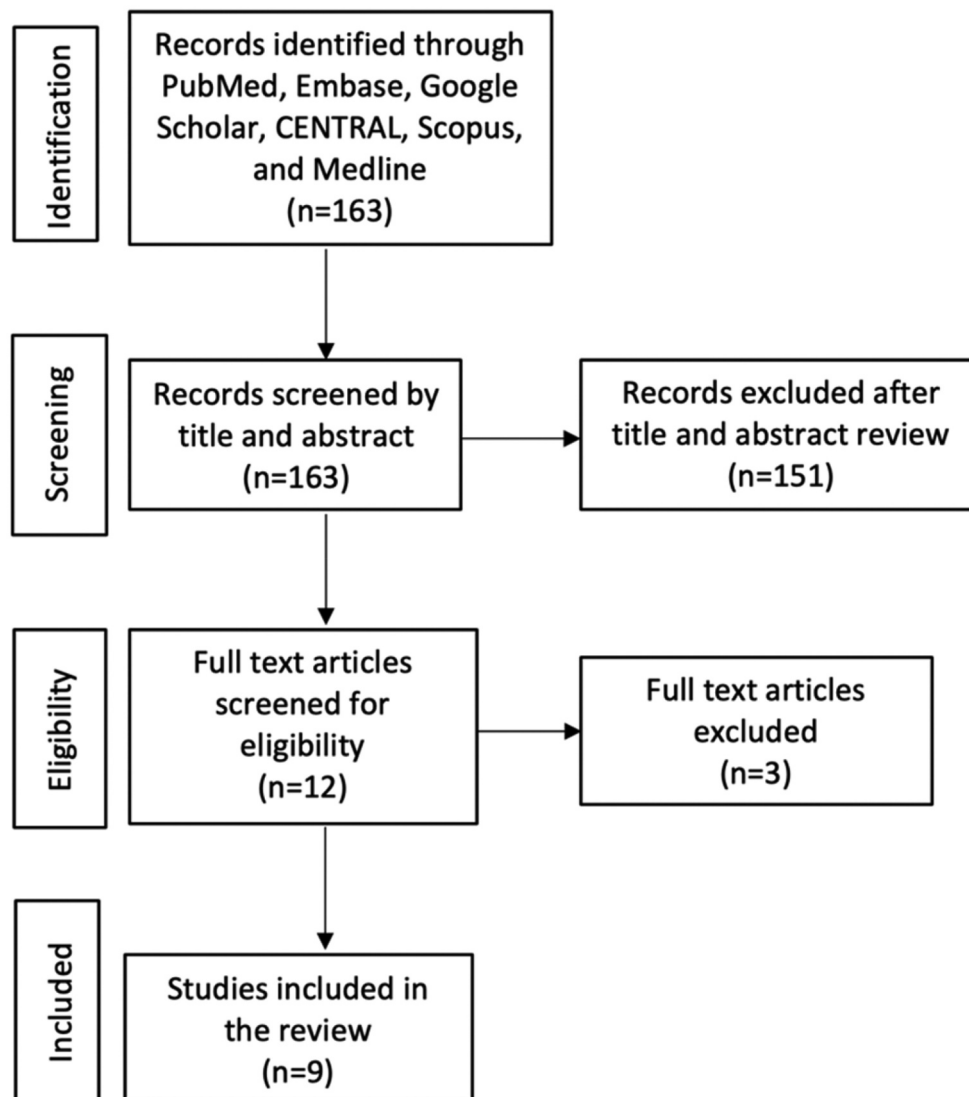 Identification
Records identified through
PubMed, Embase, Google
Scholar, CENTRAL, Scopus,
and Medline
(n=163)
Screening
Records screened by
title and abstract
(n=163)
Records excluded after
title and abstract review
(n=151)
Eligibility
Full text articles
screened for
eligibility
(n=12)
Full text articles
excluded
(n=3)
Included
Studies included in
the review
(n=9)